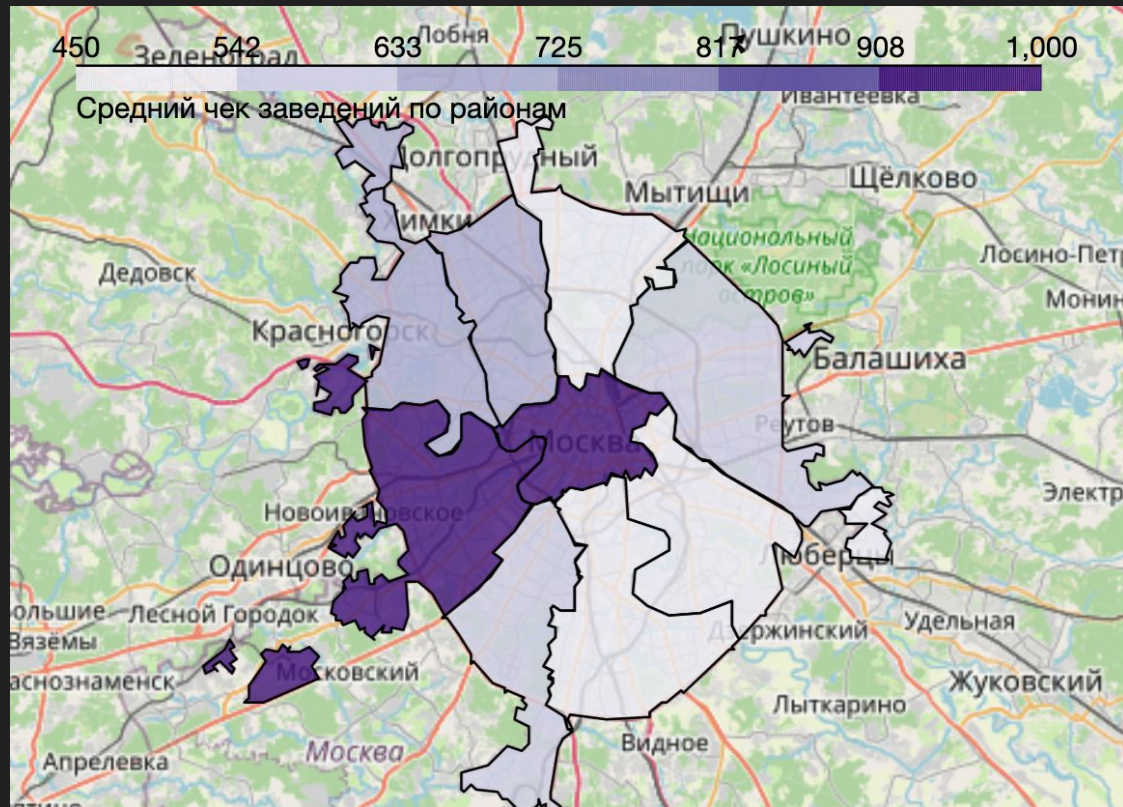 Лобня
Пушкино
450 542 633 725 817 908 1,000
Зеленоград
Ивантеевка
Средний чек заведений по районам
Долгопрудный
Мытищи
Щёлково
Химки
Национальный
парк «Лосиный
остров»
Лосино-Петр
Дедовск
Монин
Красногорск
Балашиха
Реутов
Москва
Электр
Новоивановское
Люберцы
Одинцово
ольшие
Вязёмы
Лесной Городок
Дзержинский
Удельная
аснознаменск
Московский
Жуковский
Лыткарино
Видное
Москва
Апрелевка